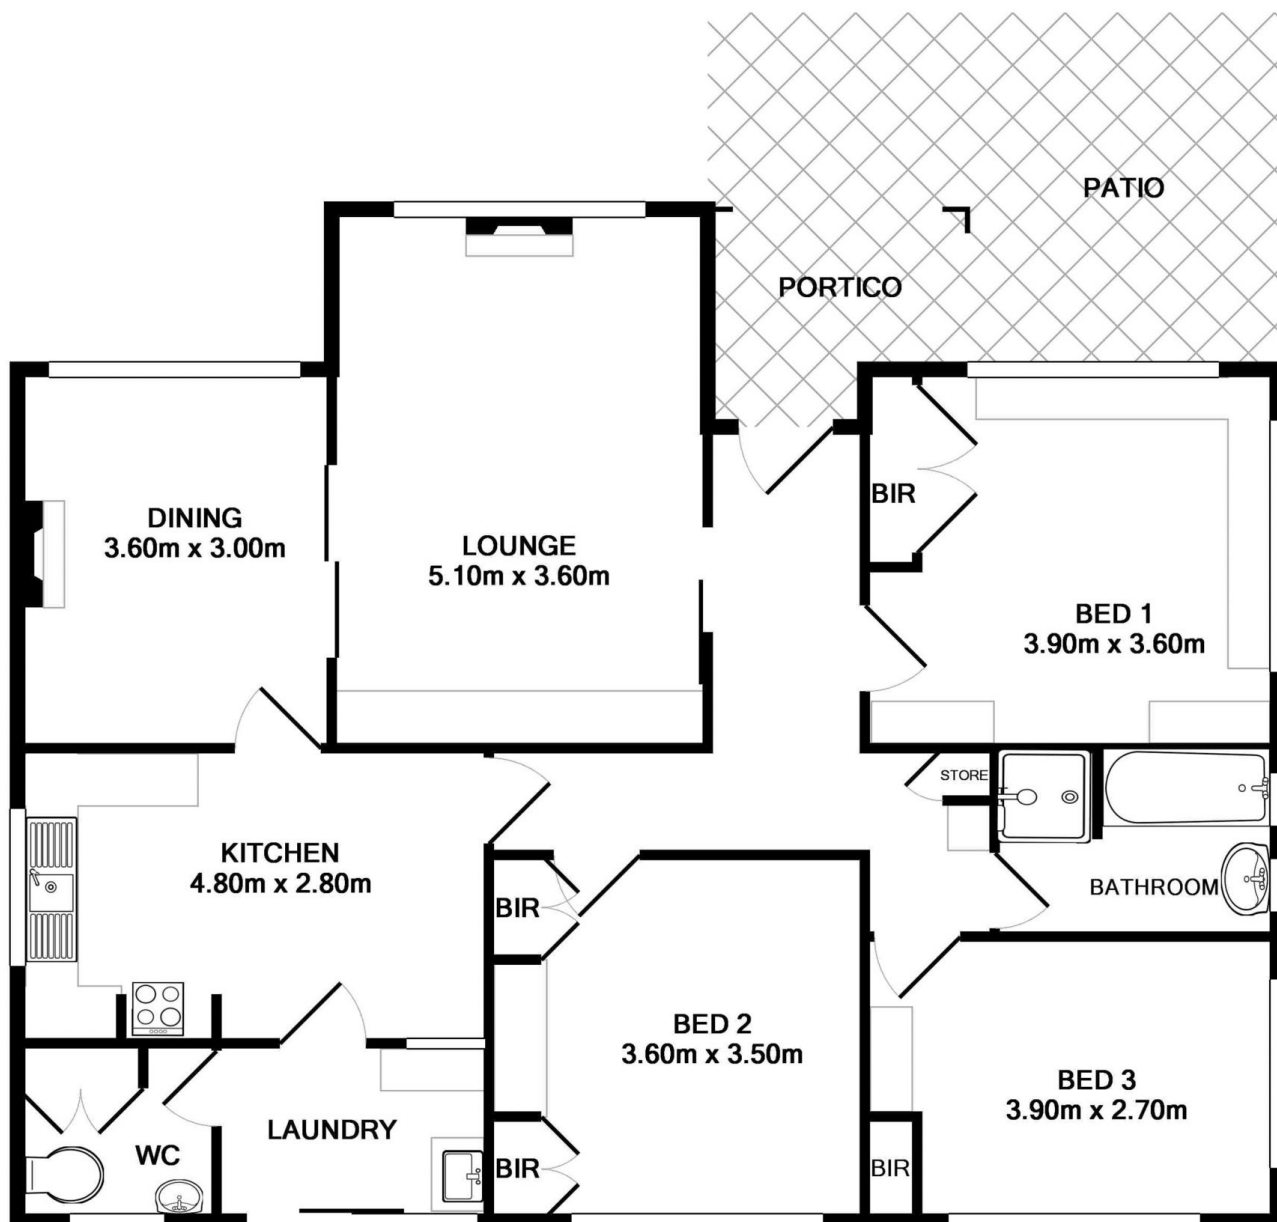 PATIO
PORTICO
DINING
3.60m x 3.00m
LOUNGE
5.10m x 3.60m
BIR
BED 1
3.90m x 3.60m
STORE
KITCHEN
4.80m x 2.80m
BATHROOM
BIR
BED 2
3.60m x 3.50m
BED 3
3.90m x 2.70m
LAUNDRY
WC
BIR
BIR